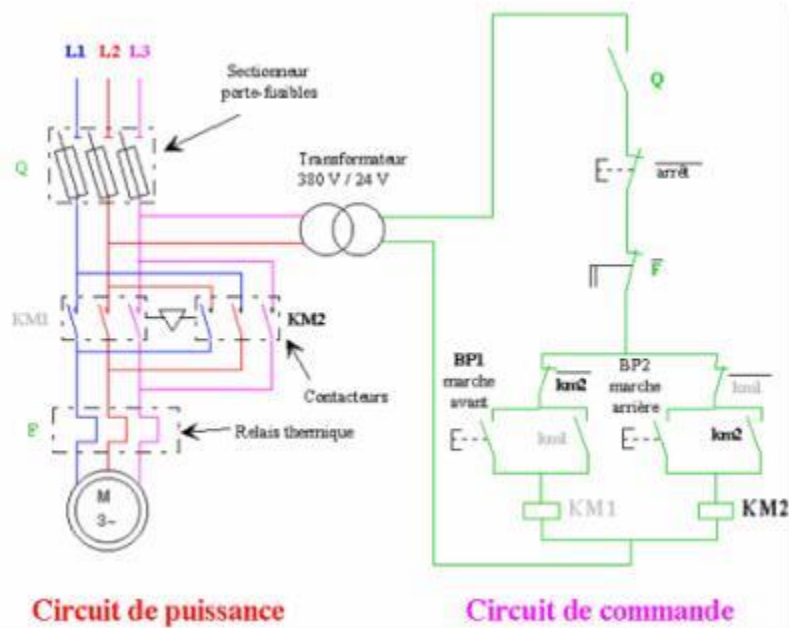 L1 L2 L3
Sectionneur
porte-fusibles
Q
Transformateur
380 V / 24 V
Q
arrêt
F
KM1
KM2
Contacteurs
F
Relais thermique
M
3~
BP1
marche
avant
km2
BP2
marche
arrière
km1
km1
km2
KM1
KM2
Circuit de puissance
Circuit de commande